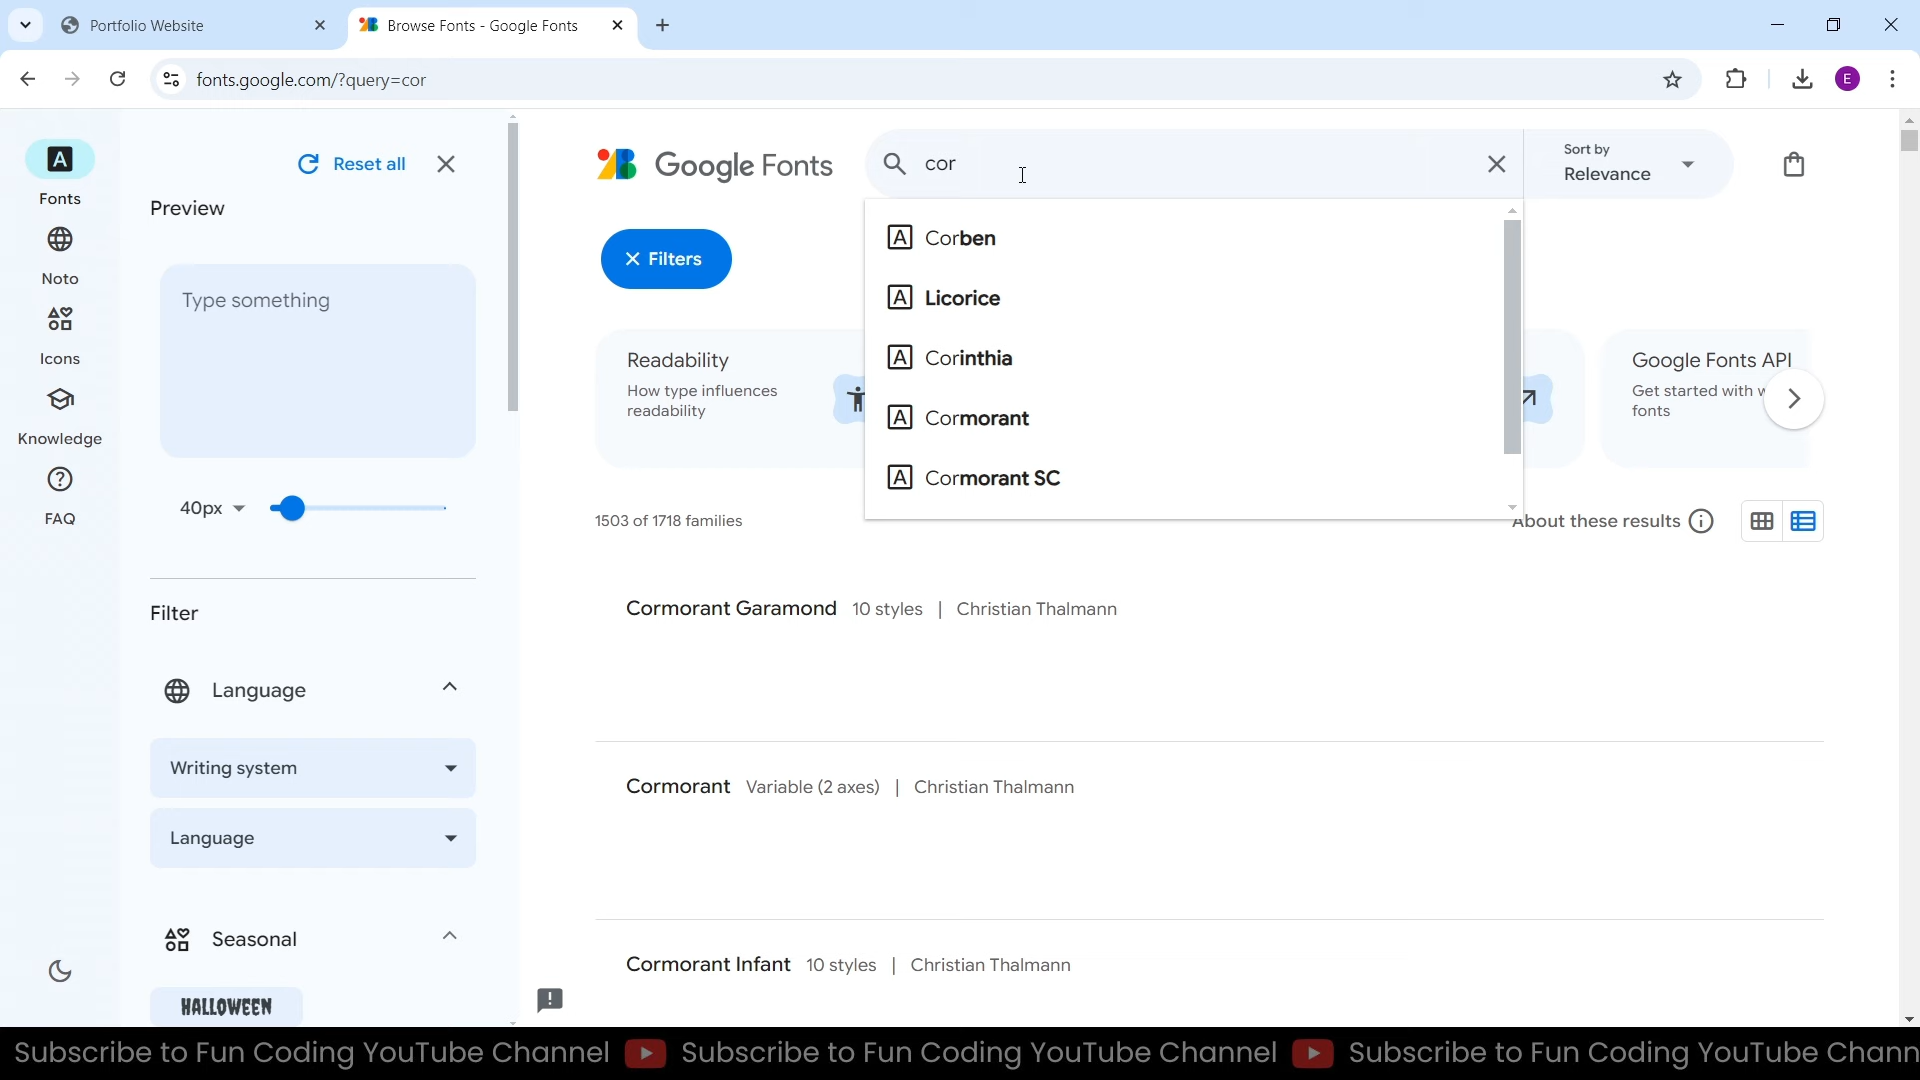 Portfolio Website
Browse Fonts - Google Fonts
fonts.google.com/?query=cor
E
A
Fonts
Noto
Icons
Knowledge
FAQ
Reset all
Preview
Type something
40px
Filter
Language
Writing system
Language
Seasonal
HALLOWEEN
Google Fonts
cor
Sort by
Relevance
Filters
A Corben
A Licorice
A Corinthia
A Cormorant
A Cormorant SC
Readability
How type influences
readability
Google Fonts API
Get started with w
fonts
1503 of 1718 families
About these results
Cormorant Garamond 10 styles | Christian Thalmann
Cormorant Variable (2 axes) | Christian Thalmann
Cormorant Infant 10 styles | Christian Thalmann
Subscribe to Fun Coding YouTube Channel Subscribe to Fun Coding YouTube Channel Subscribe to Fun Coding YouTube Chann